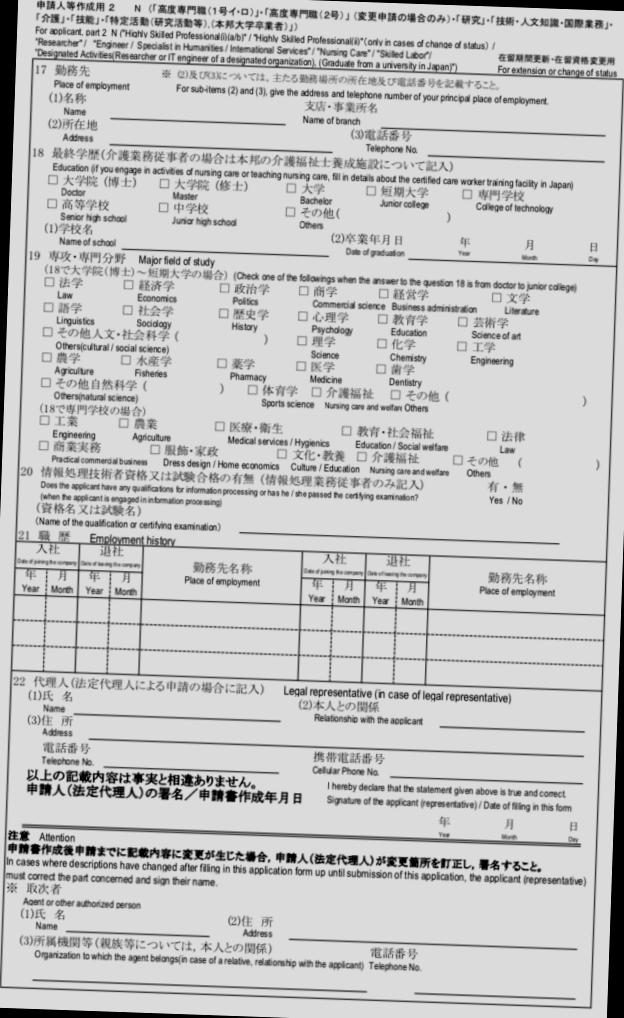 申請人等作成用 2　　N （「高度専門職（1号イ・ロ）」・「高度専門職（2号）」（変更申請の場合のみ）・「研究」・「技術・人文知識・国際業務」・
「介護」・「技能」・「特定活動（研究活動等）、（本邦大学卒業者）」）
For applicant, part 2 N ("Highly Skilled Professional(i)(a/b)" / "Highly Skilled Professional(ii)"(only in cases of change of status) /
"Researcher" / "Engineer / Specialist in Humanities / International Services" / "Nursing Care" / "Skilled Labor"/
"Designated Activities(Researcher or IT engineer of a designated organization), (Graduate from a university in Japan)")
在留期間更新・在留資格変更用
For extension or change of status
17 勤務先　※ (2)及び(3)については，主たる勤務場所の所在地及び電話番号を記載すること。
Place of employment　For sub-items (2) and (3), give the address and telephone number of your principal place of employment.
(1)名称　支店・事業所名
Name　Name of branch
(2)所在地　(3)電話番号
Address　Telephone No.
18 最終学歴（介護業務従事者の場合は本邦の介護福祉士養成施設について記入）
Education (if you engage in activities of nursing care or teaching nursing care, fill in details about the certified care worker training facility in Japan)
□ 大学院（博士）　□ 大学院（修士）　□ 大学　□ 短期大学　□ 専門学校
Doctor　Master　Bachelor　Junior college　College of technology
□ 高等学校　□ 中学校　□ その他（　）
Senior high school　Junior high school　Others
(1)学校名　(2)卒業年月日　年　月　日
Name of school　Date of graduation　Year　Month　Day
19 専攻・専門分野　Major field of study
(18で大学院（博士）～短期大学の場合）(Check one of the followings when the answer to the question 18 is from doctor to junior college)
□ 法学　□ 経済学　□ 政治学　□ 商学　□ 経営学　□ 文学
Law　Economics　Politics　Commercial science　Business administration　Literature
□ 語学　□ 社会学　□ 歴史学　□ 心理学　□ 教育学　□ 芸術学
Linguistics　Sociology　History　Psychology　Education　Science of art
□ その他人文・社会科学（　）　□ 理学　□ 化学　□ 工学
Others(cultural / social science)　Science　Chemistry　Engineering
□ 農学　□ 水産学　□ 薬学　□ 医学　□ 歯学
Agriculture　Fisheries　Pharmacy　Medicine　Dentistry
□ その他自然科学（　）　□ 体育学　□ 介護福祉　□ その他（　）
Others(natural science)　Sports science　Nursing care and welfare　Others
(18で専門学校の場合)
□ 工業　□ 農業　□ 医療・衛生　□ 教育・社会福祉　□ 法律
Engineering　Agriculture　Medical services / Hygienics　Education / Social welfare　Law
□ 商業実務　□ 服飾・家政　□ 文化・教養　□ 介護福祉　□ その他（　）
Practical commercial business　Dress design / Home economics　Culture / Education　Nursing care and welfare　Others
20 情報処理技術者資格又は試験合格の有無（情報処理業務従事者のみ記入）　有・無
Does the applicant have any qualifications for information processing or has he / she passed the certifying examination?　Yes / No
(when the applicant is engaged in information processing)
（資格名又は試験名）
(Name of the qualification or certifying examination)
21 職 歴　Employment history
入社　退社　勤務先名称　入社　退社　勤務先名称
Date of joining the company　Date of leaving the company　Place of employment　Date of joining the company　Date of leaving the company　Place of employment
年　月　年　月　年　月　年　月
Year　Month　Year　Month　Year　Month　Year　Month
22 代理人（法定代理人による申請の場合に記入）　Legal representative (in case of legal representative)
(1)氏 名　(2)本人との関係
Name　Relationship with the applicant
(3)住 所
Address
電話番号　携帯電話番号
Telephone No.　Cellular Phone No.
以上の記載内容は事実と相違ありません。　I hereby declare that the statement given above is true and correct.
申請人（法定代理人）の署名／申請書作成年月日　Signature of the applicant (representative) / Date of filling in this form
年　月　日
Year　Month　Day
注意　Attention
申請書作成後申請までに記載内容に変更が生じた場合，申請人（法定代理人）が変更箇所を訂正し，署名すること。
In cases where descriptions have changed after filling in this application form up until submission of this application, the applicant (representative)
must correct the part concerned and sign their name.
※ 取次者
Agent or other authorized person
(1)氏 名　(2)住 所
Name　Address
(3)所属機関等（親族等については，本人との関係）　電話番号
Organization to which the agent belongs(in case of a relative, relationship with the applicant)　Telephone No.